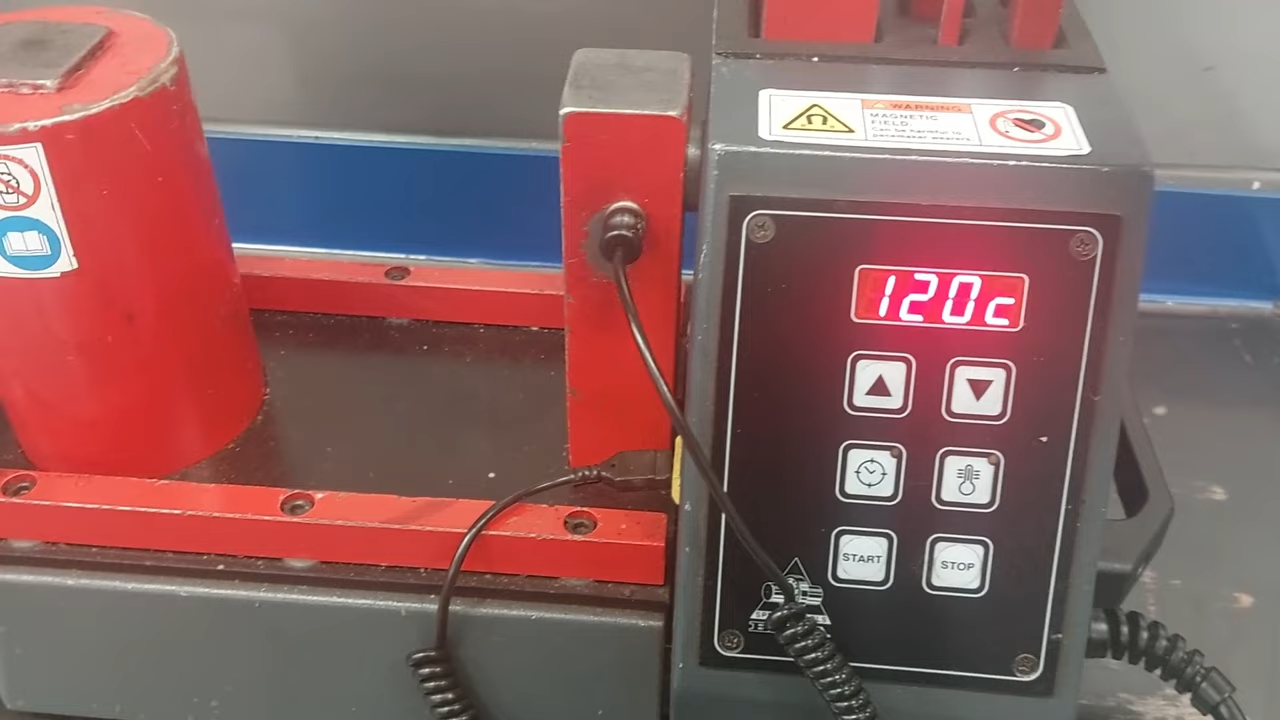 WARNING
MAGNETIC
FIELD:
Can be harmful to
pacemaker wearers
120c
START
STOP